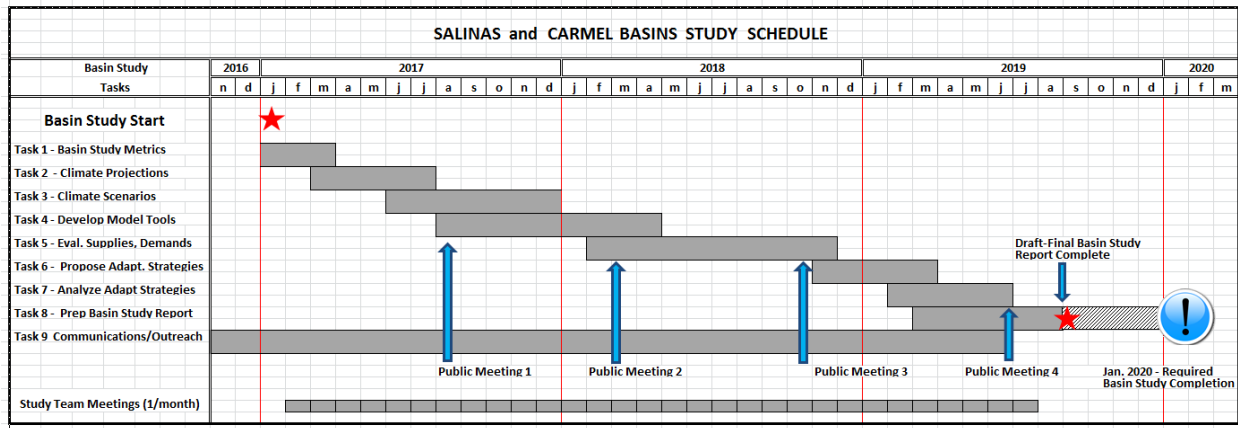 SALINAS and CARMEL BASINS STUDY SCHEDULE
Basin Study 2016 2017 2018 2019 2020
Tasks n d j f m a m j j a s o n d j f m a m j j a s o n d j f m a m j j a s o n d j f m
Basin Study Start
Task 1 - Basin Study Metrics
Task 2 - Climate Projections
Task 3 - Climate Scenarios
Task 4 - Develop Model Tools
Task 5 - Eval. Supplies, Demands
Draft-Final Basin Study
Report Complete
Task 6 - Propose Adapt. Strategies
Task 7 - Analyze Adapt Strategies
Task 8 - Prep Basin Study Report
!
Task 9 Communications/Outreach
Public Meeting 1 Public Meeting 2 Public Meeting 3 Public Meeting 4
Jan. 2020 - Required
Basin Study Completion
Study Team Meetings (1/month)